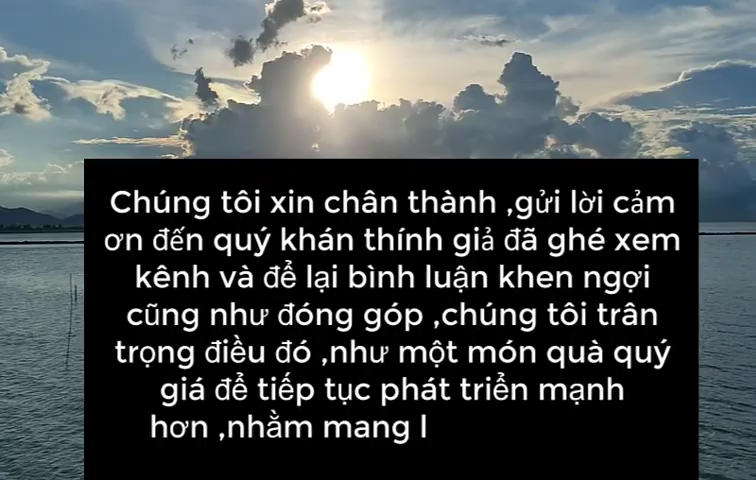 Chúng tôi xin chân thành ,gửi lời cảm
ơn đến quý khán thính giả đã ghé xem
kênh và để lại bình luận khen ngợi
cũng như đóng góp ,chúng tôi trân
trọng điều đó ,như một món quà quý
giá để tiếp tục phát triển mạnh
hơn ,nhằm mang l